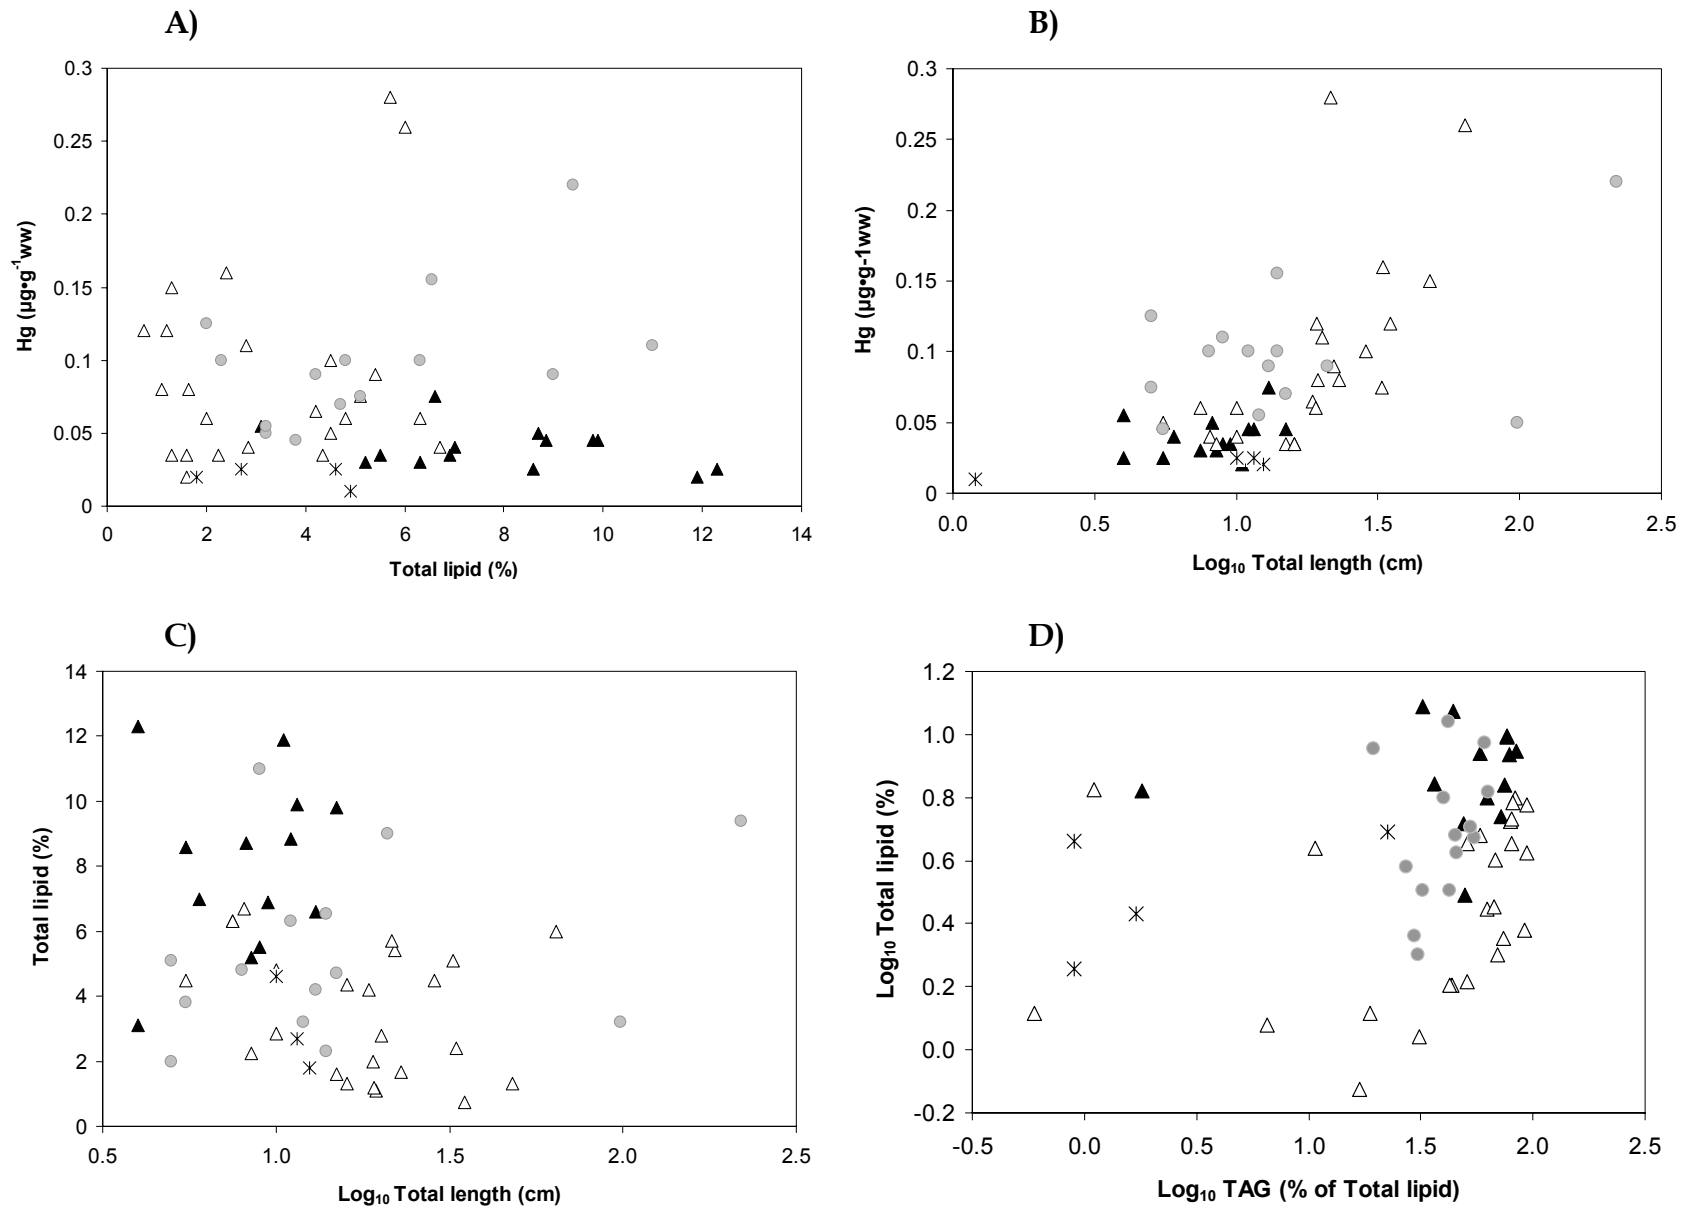 A)
0.3
0.25
0.2
0.15
0.1
0.05
0
Hg (µg•g-1ww)
0 2 4 6 8 10 12 14
Total lipid (%)
B)
0.3
0.25
0.2
0.15
0.1
0.05
0
Hg (µg•g-1ww)
0.0 0.5 1.0 1.5 2.0 2.5
Log10 Total length (cm)
C)
14
12
10
8
6
4
2
0
Total lipid (%)
0.5 1.0 1.5 2.0 2.5
Log10 Total length (cm)
D)
1.2
1.0
0.8
0.6
0.4
0.2
0.0
-0.2
Log10 Total lipid (%)
-0.5 0.0 0.5 1.0 1.5 2.0 2.5
Log10 TAG (% of Total lipid)